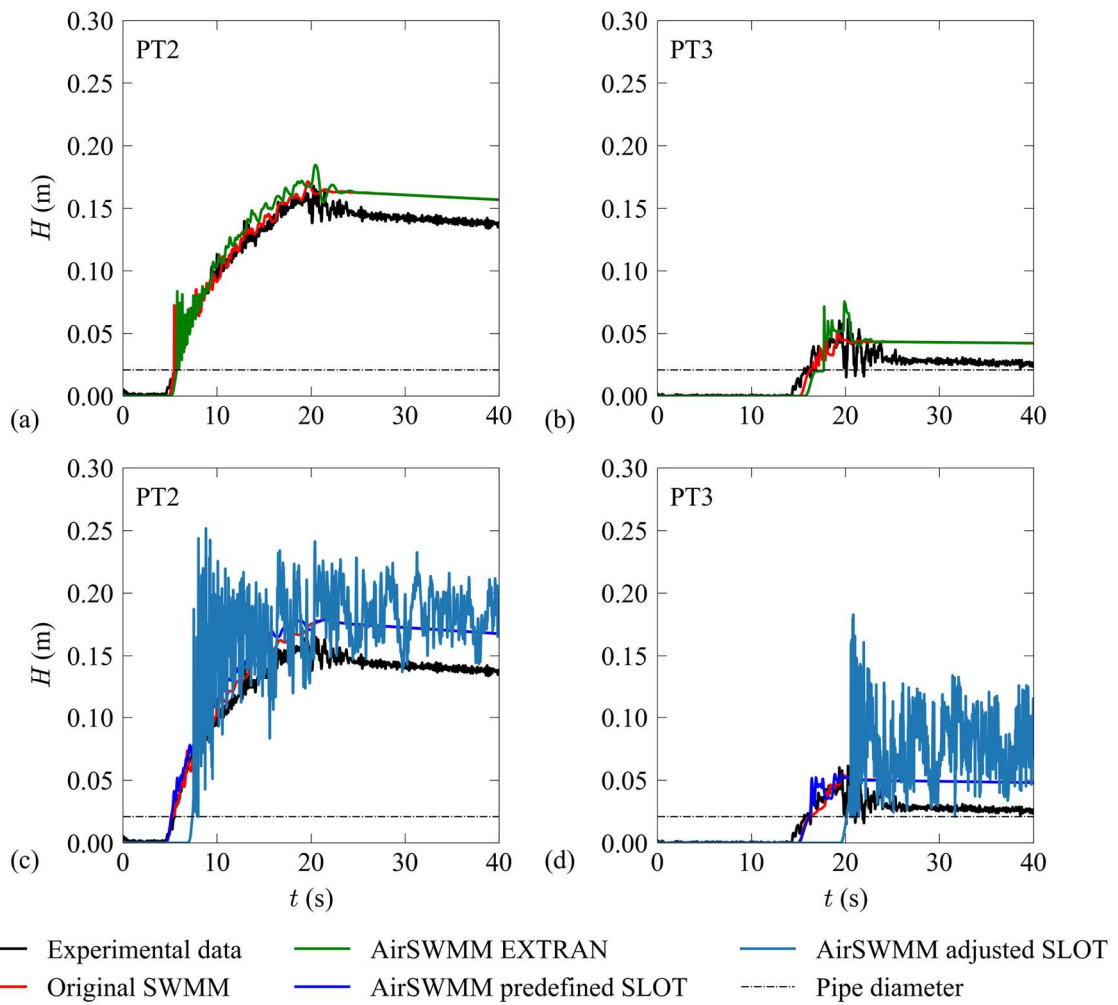 PT2
PT3
0.30
0.25
0.20
0.15
0.10
0.05
0.00
H (m)
0 10 20 30 40
0 10 20 30 40
(a)
(b)
PT2
PT3
0.30
0.25
0.20
0.15
0.10
0.05
0.00
H (m)
0 10 20 30 40
0 10 20 30 40
(c)
(d)
t (s)
t (s)
0.30
0.25
0.20
0.15
0.10
0.05
0.00
0.30
0.25
0.20
0.15
0.10
0.05
0.00
Experimental data
AirSWMM EXTRAN
AirSWMM adjusted SLOT
Original SWMM
AirSWMM predefined SLOT
Pipe diameter